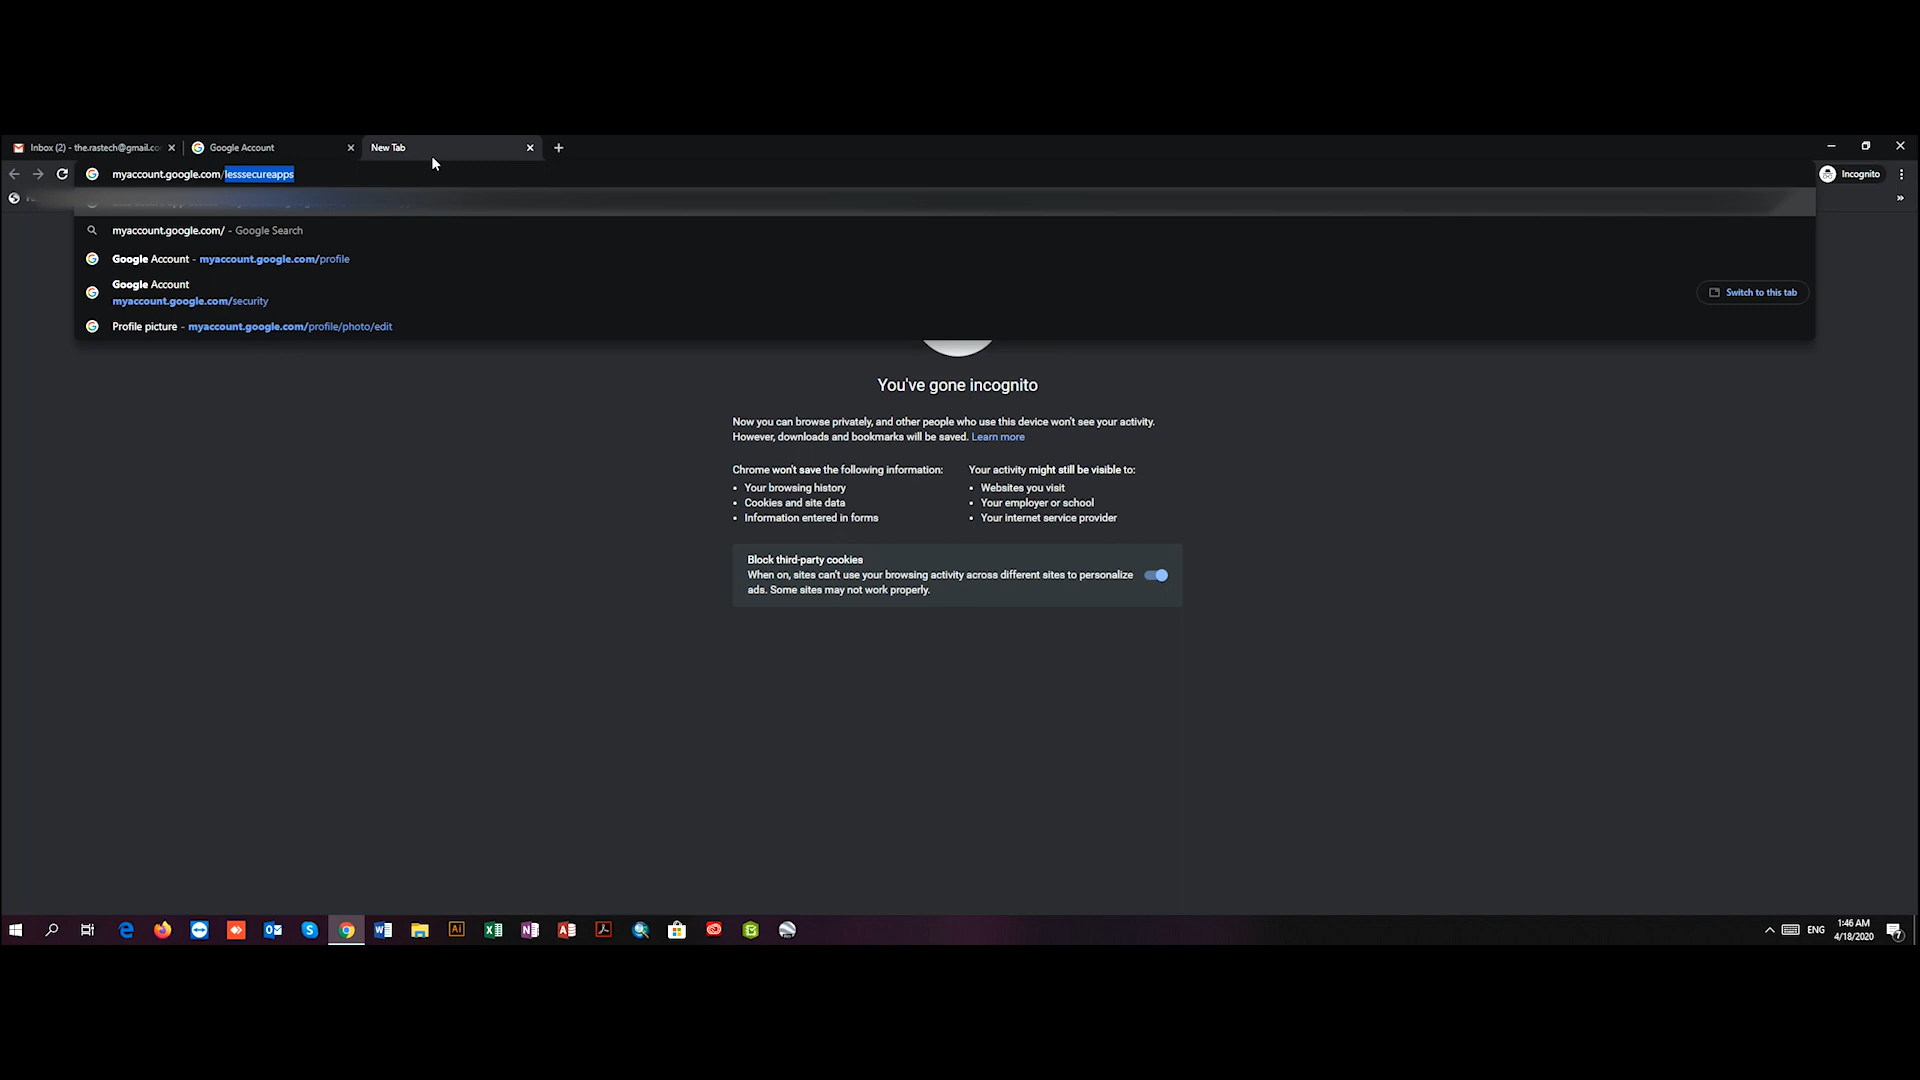 Inbox (2) - the.rastech@gmail.co
Google Account
New Tab
myaccount.google.com/lesssecureapps
Incognito
myaccount.google.com/ - Google Search
Google Account - myaccount.google.com/profile
Google Account
myaccount.google.com/security
Switch to this tab
Profile picture - myaccount.google.com/profile/photo/edit
You've gone incognito
Now you can browse privately, and other people who use this device won't see your activity.
However, downloads and bookmarks will be saved. Learn more
Chrome won't save the following information:
Your browsing history
Cookies and site data
Information entered in forms
Your activity might still be visible to:
Websites you visit
Your employer or school
Your internet service provider
Block third-party cookies
When on, sites can't use your browsing activity across different sites to personalize
ads. Some sites may not work properly.
ENG
1:46 AM
4/18/2020